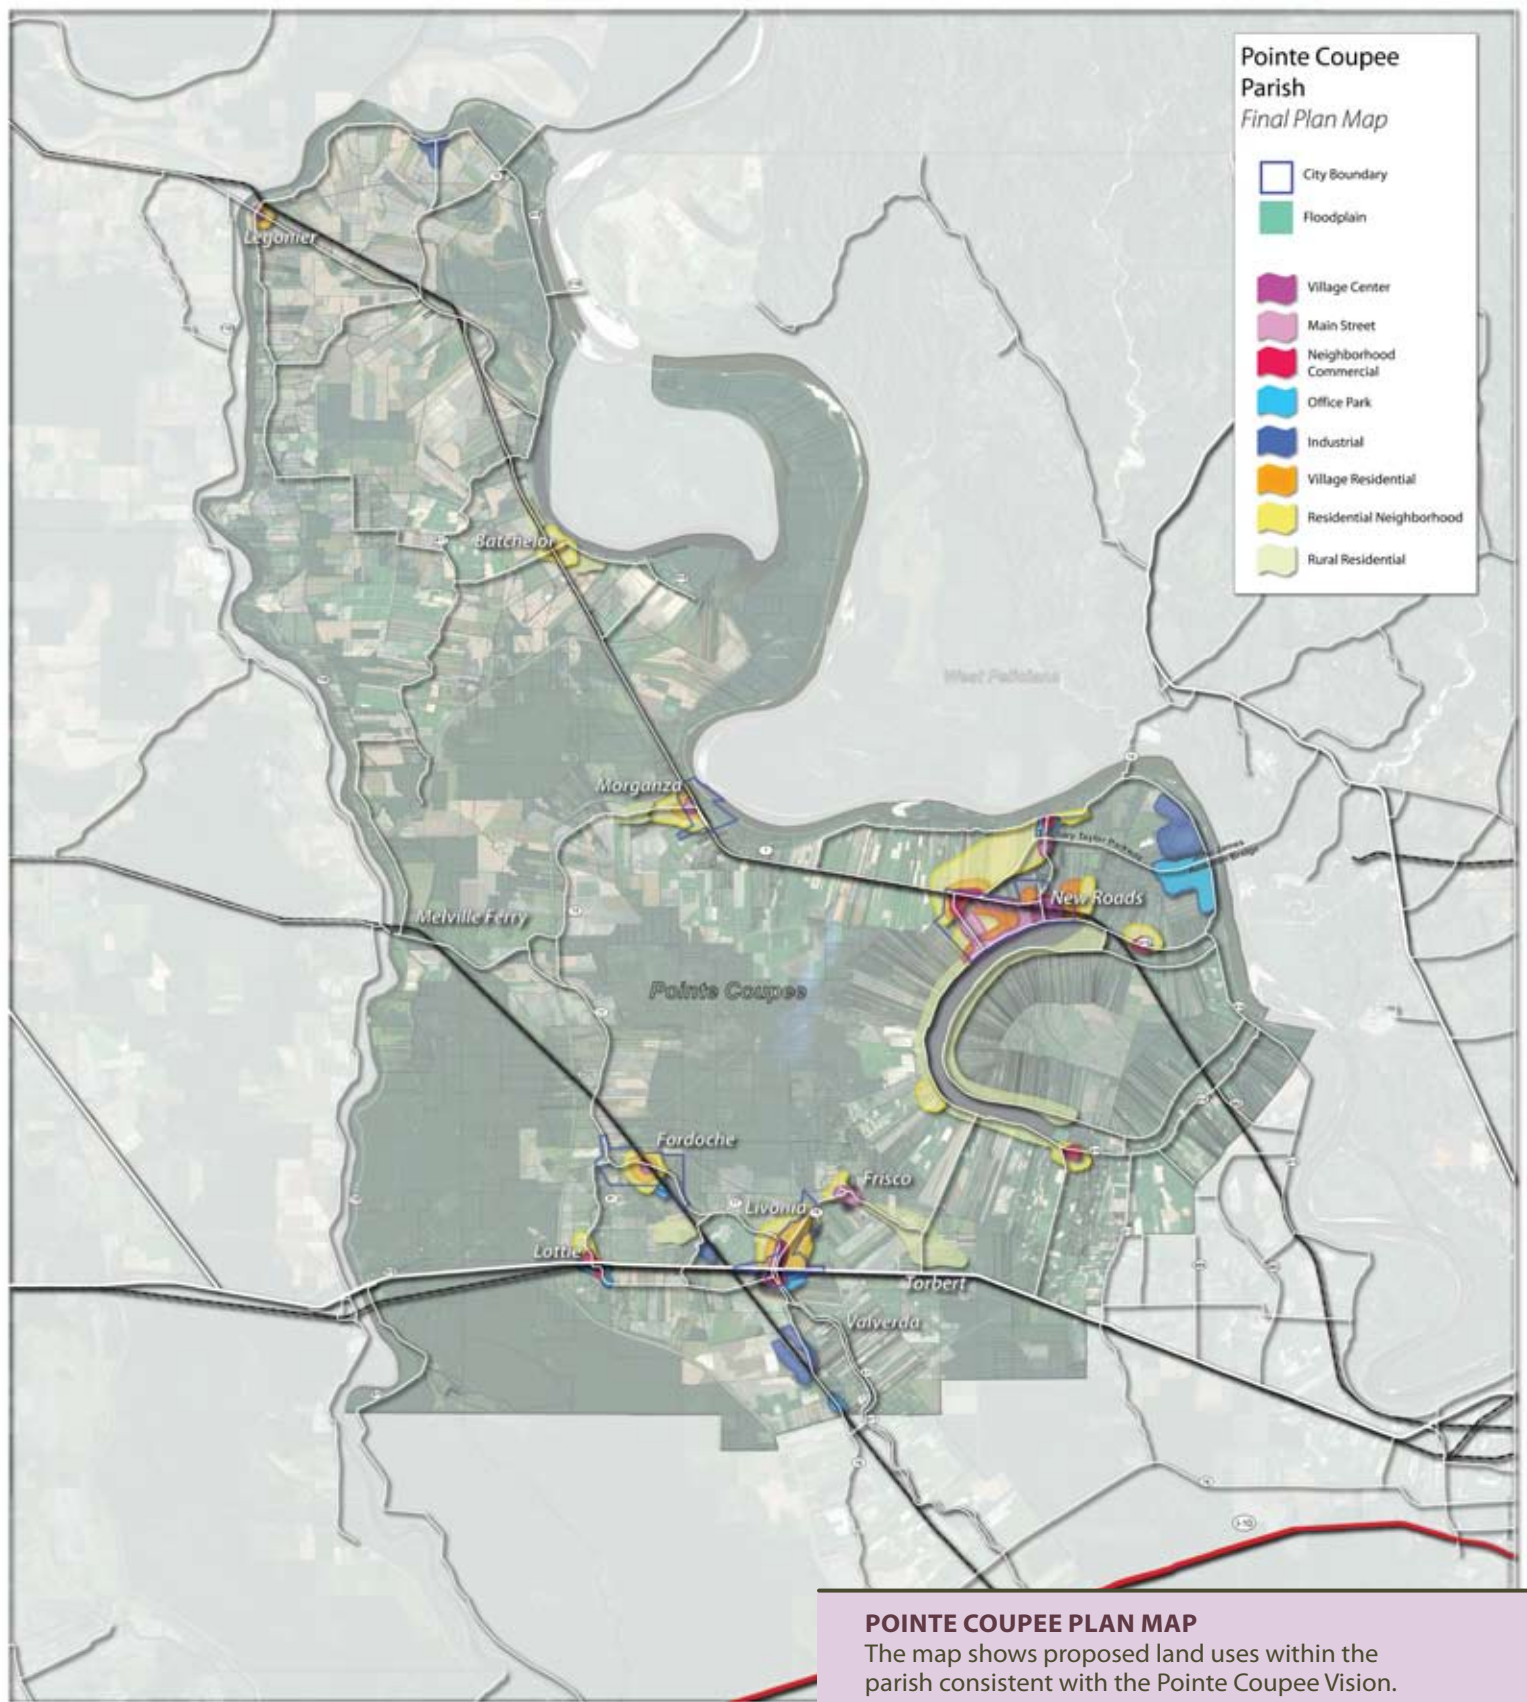 Pointe Coupee
Parish
Final Plan Map
City Boundary
Floodplain
Village Center
Main Street
Neighborhood
Commercial
Office Park
Industrial
Village Residential
Residential Neighborhood
Rural Residential
Legonier
Batchelor
West Feliciana
Morganza
New Roads
Melville Ferry
Pointe Coupee
Fordoche
Frisco
Livonia
Lottie
Torbert
Valverda
I-10
POINTE COUPEE PLAN MAP
The map shows proposed land uses within the
parish consistent with the Pointe Coupee Vision.